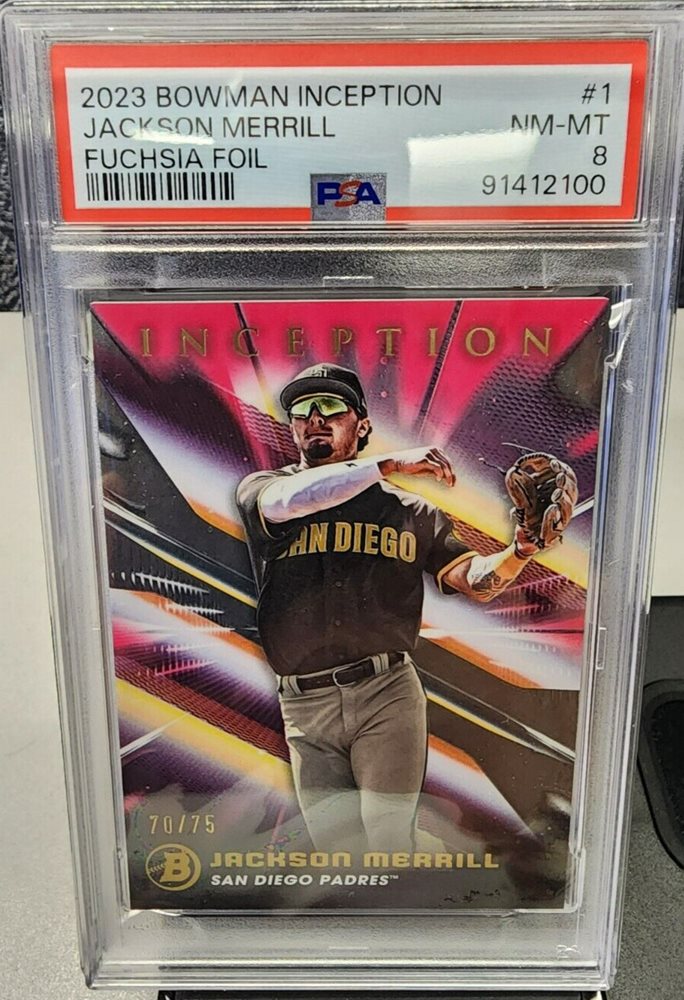 2023 BOWMAN INCEPTION #1
JACKSON MERRILL NM-MT
FUCHSIA FOIL 8
PSA 91412100
INCEPTION
SAN DIEGO
70/75
B JACKSON MERRILL
SAN DIEGO PADRES™